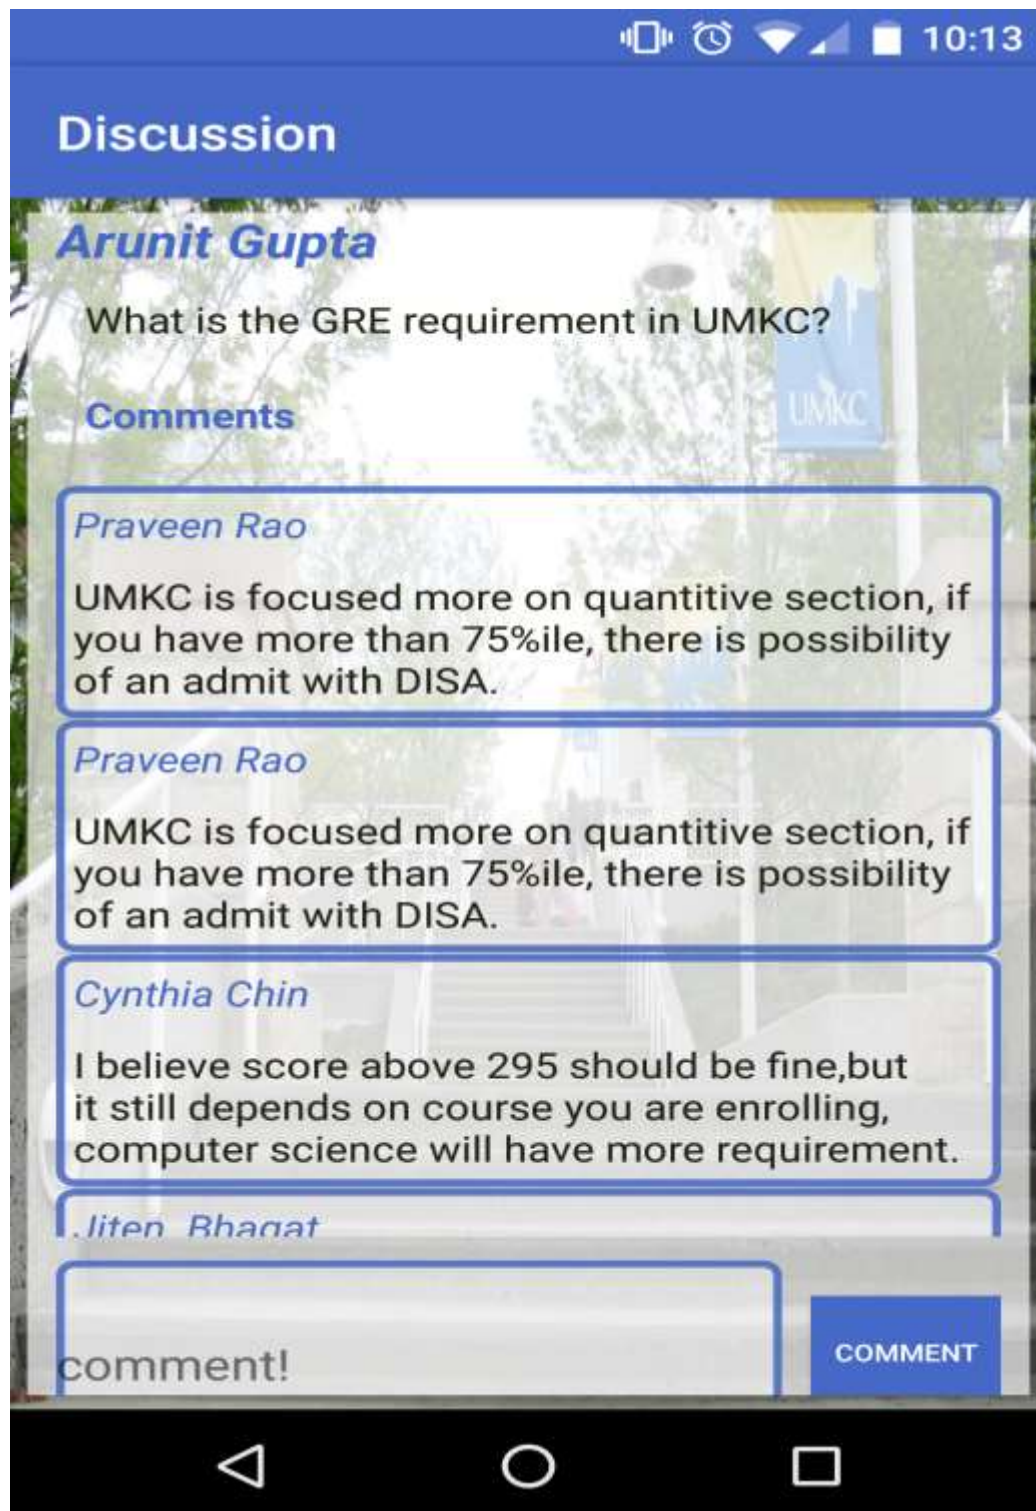 10:13
Discussion
Arunit Gupta
What is the GRE requirement in UMKC?
UMKC
Comments
Praveen Rao
UMKC is focused more on quantitive section, if
you have more than 75%ile, there is possibility
of an admit with DISA.
Praveen Rao
UMKC is focused more on quantitive section, if
you have more than 75%ile, there is possibility
of an admit with DISA.
Cynthia Chin
I believe score above 295 should be fine,but
it still depends on course you are enrolling,
computer science will have more requirement.
Jiten Bhagat
comment!
COMMENT